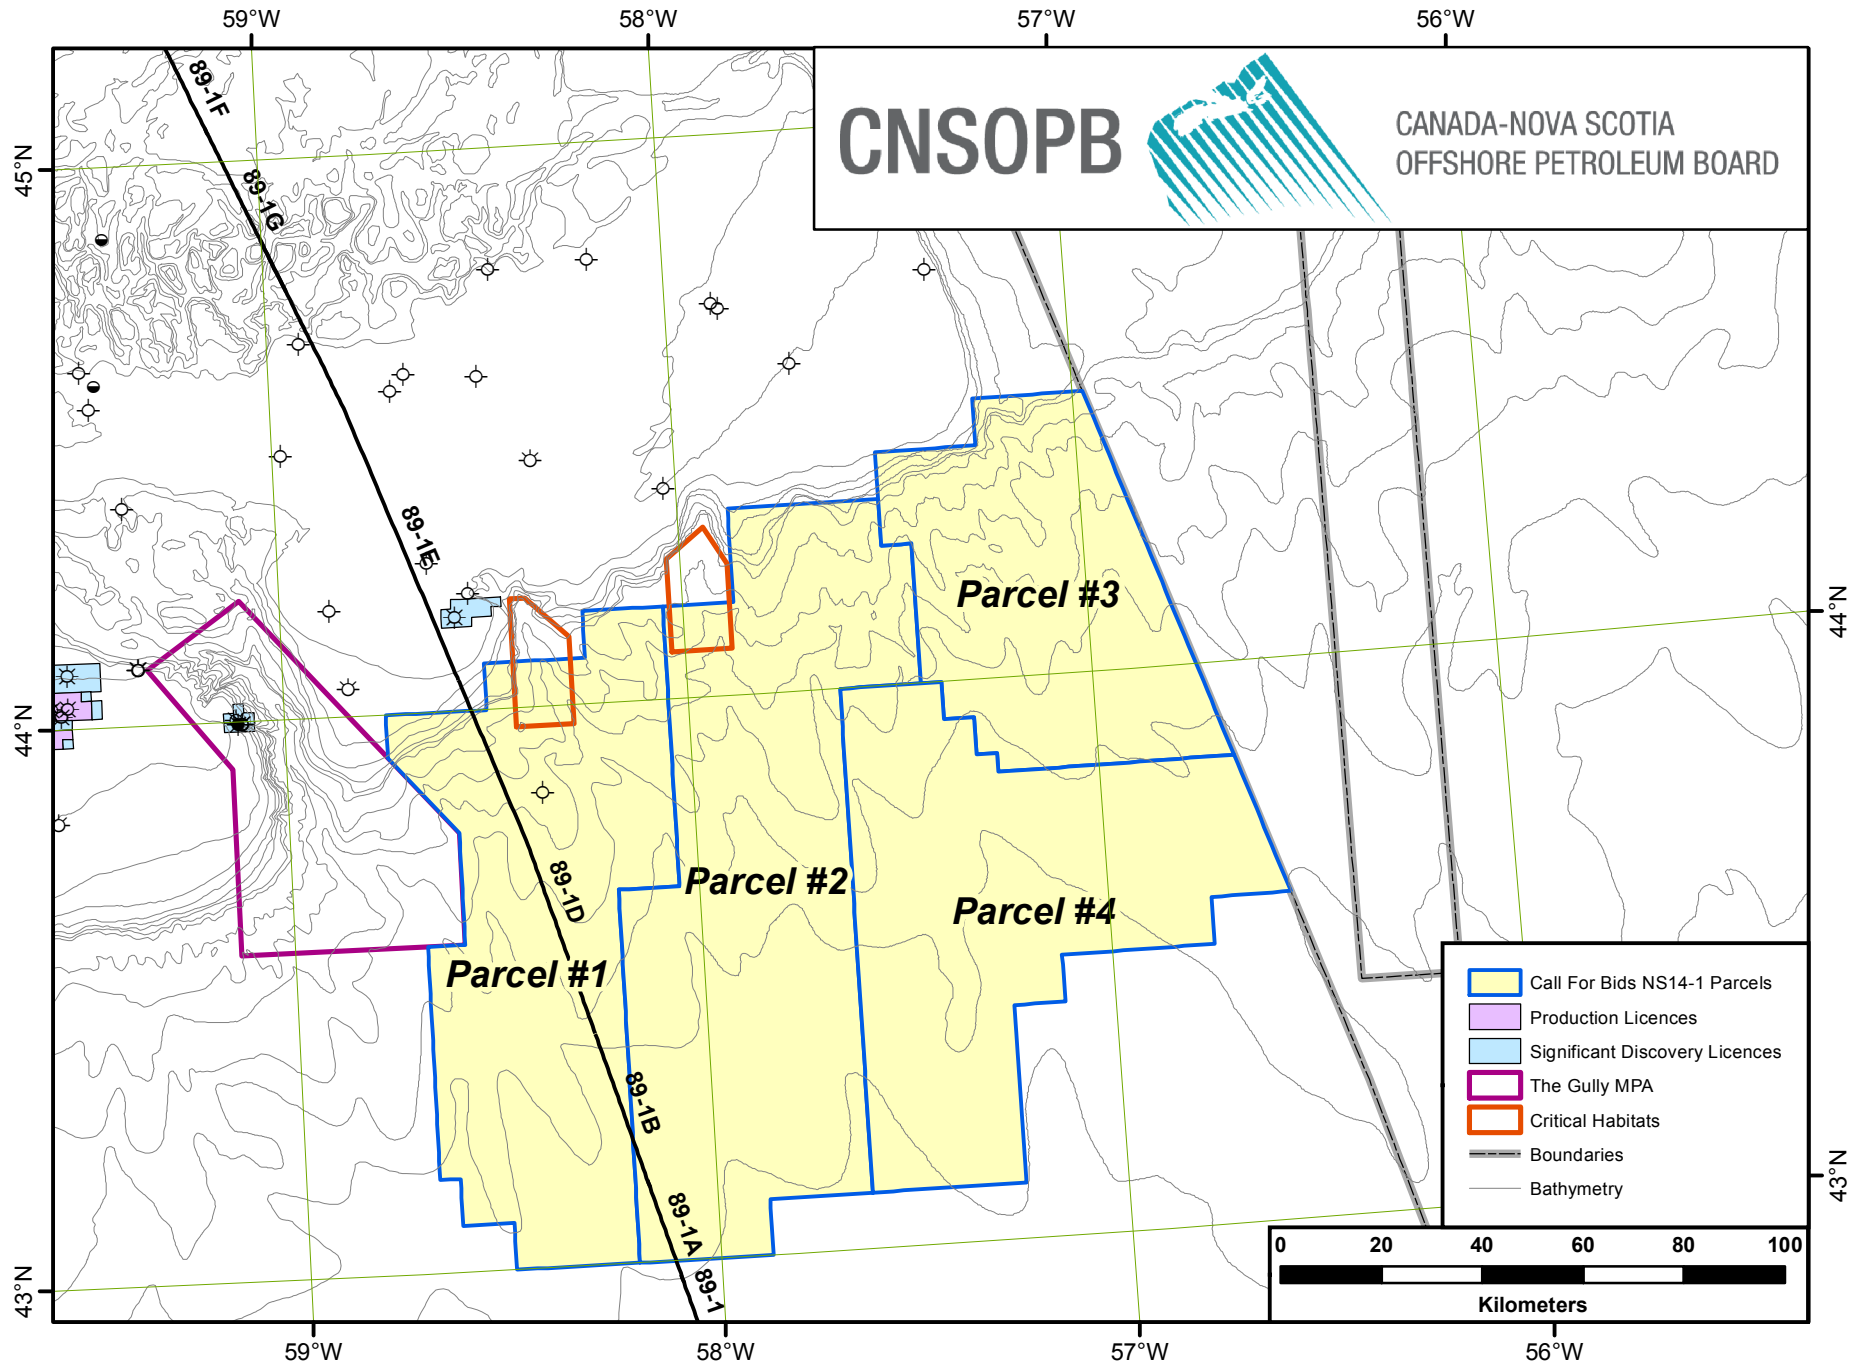 59°W
58°W
57°W
56°W
CNSOPB
CANADA-NOVA SCOTIA
OFFSHORE PETROLEUM BOARD
89-1F
45°N
89-1G
89-1E
Parcel #3
44°N
44°N
89-1D
Parcel #2
Parcel #4
Parcel #1
89-1B
89-1A
89-1
Call For Bids NS14-1 Parcels
Production Licences
Significant Discovery Licences
The Gully MPA
Critical Habitats
Boundaries
Bathymetry
43°N
0 20 40 60 80 100
Kilometers
43°N
59°W
58°W
57°W
56°W